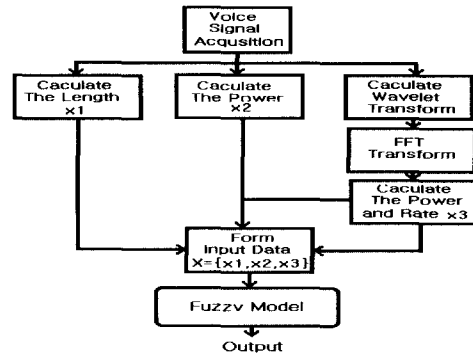 Voice
Signal
Acqusition
Caculate
The Length
x1
Caculate
The Power
x2
Caculate
Wavelet
Transform
FFT
Transform
Caculate
The Power
and Rate x3
Form
Input Data
X={x1,x2,x3}
Fuzzy Model
Output